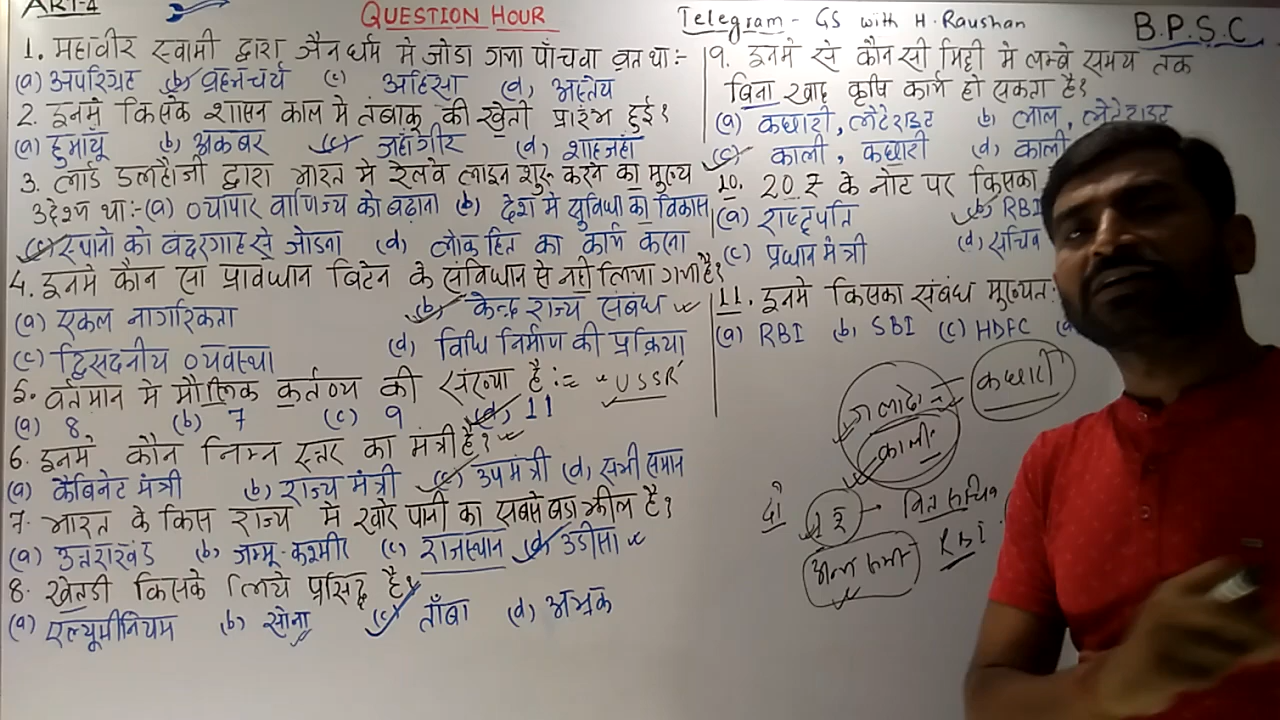 ART-4
QUESTION HOUR
Telegram - GS with H. Raushan
B.P.S.C
1. महावीर स्वामी द्वारा जैन धर्म मे जोडा गया पाँचवा व्रत था:-
(a) अपरिग्रह (b) ब्रह्मचर्य (c) अहिंसा (d) अस्तेय
2. इनमे किसके शासन काल मे तंबाकू की खेती प्रारंभ हुई?
(a) हुमायूँ (b) अकबर (c) जहांगीर (d) शाहजहां
3. लार्ड डलहौजी द्वारा भारत मे रेलवे लाइन शुरू करने का मुख्य
उद्देश्य था:-(a) व्यापार वाणिज्य को बढ़ाना (b) देश मे सुविधा का विकास
(c) स्थानो को बंदरगाह से जोडना (d) लोक हित का कार्य करना
4. इनमे कौन सा प्रावधान ब्रिटेन के संविधान से नही लिया गया है?
(a) एकल नागरिकता (b) केन्द्र राज्य संबंध
(c) द्विसदनीय व्यवस्था (d) विधि निर्माण की प्रक्रिया
5. वर्तमान मे मौलिक कर्तव्य की संख्या है:= "USSR"
(a) 8 (b) 7 (c) 9 (d) 11
6. इनमे कौन निम्न स्तर का मंत्री है?
(a) कैबिनेट मंत्री (b) राज्य मंत्री (c) उपमंत्री (d) सभी समान
7. भारत के किस राज्य मे खारे पानी का सबसे बडा झील है?
(a) उत्तराखंड (b) जम्मू-कश्मीर (c) राजस्थान (d) उडीसा
8. खेतडी किसके लिये प्रसिद्ध है?
(a) एल्यूमीनियम (b) सोना (c) ताँबा (d) अभ्रक
9. इनमे से कौन सी मिट्टी मे लम्बे समय तक
बिना खाद कृषि कार्य हो सकता है?
(a) कछारी, लैटेराइट (b) लाल, लैटेराइट
(c) काली, कछारी (d) काली
10. 20 ₹ के नोट पर किसका
(a) राष्ट्रपति (b) RBI
(c) प्रधान मंत्री (d) सचिव
11. इनमे किसका संबंध मुख्यत:
(a) RBI (b) SBI (c) HDFC
कछारी
काली
1 ₹ → वित्त सचिव
RBI